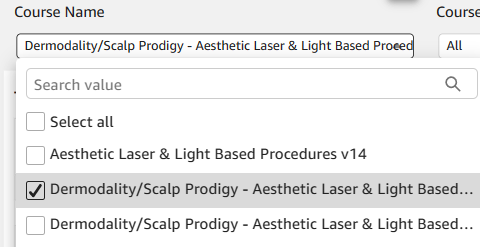 Course Name
Course
Dermodality/Scalp Prodigy - Aesthetic Laser & Light Based Proced
All
Search value
Select all
Aesthetic Laser & Light Based Procedures v14
Dermodality/Scalp Prodigy - Aesthetic Laser & Light Based...
Dermodality/Scalp Prodigy - Aesthetic Laser & Light Based...